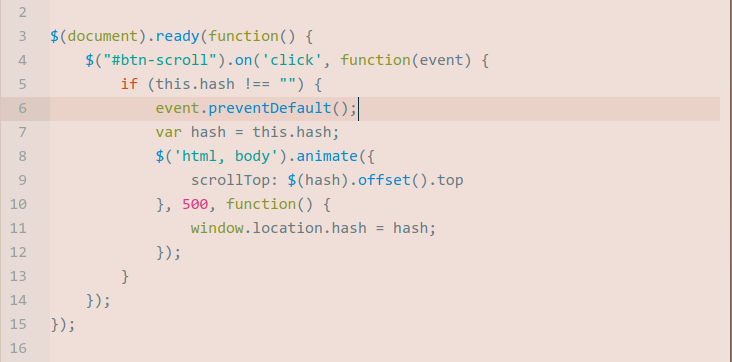 2
3 $(document).ready(function() {
4     $("#btn-scroll").on('click', function(event) {
5         if (this.hash !== "") {
6             event.preventDefault();
7             var hash = this.hash;
8             $('html, body').animate({
9                 scrollTop: $(hash).offset().top
10             }, 500, function() {
11                 window.location.hash = hash;
12             });
13         }
14     });
15 });
16